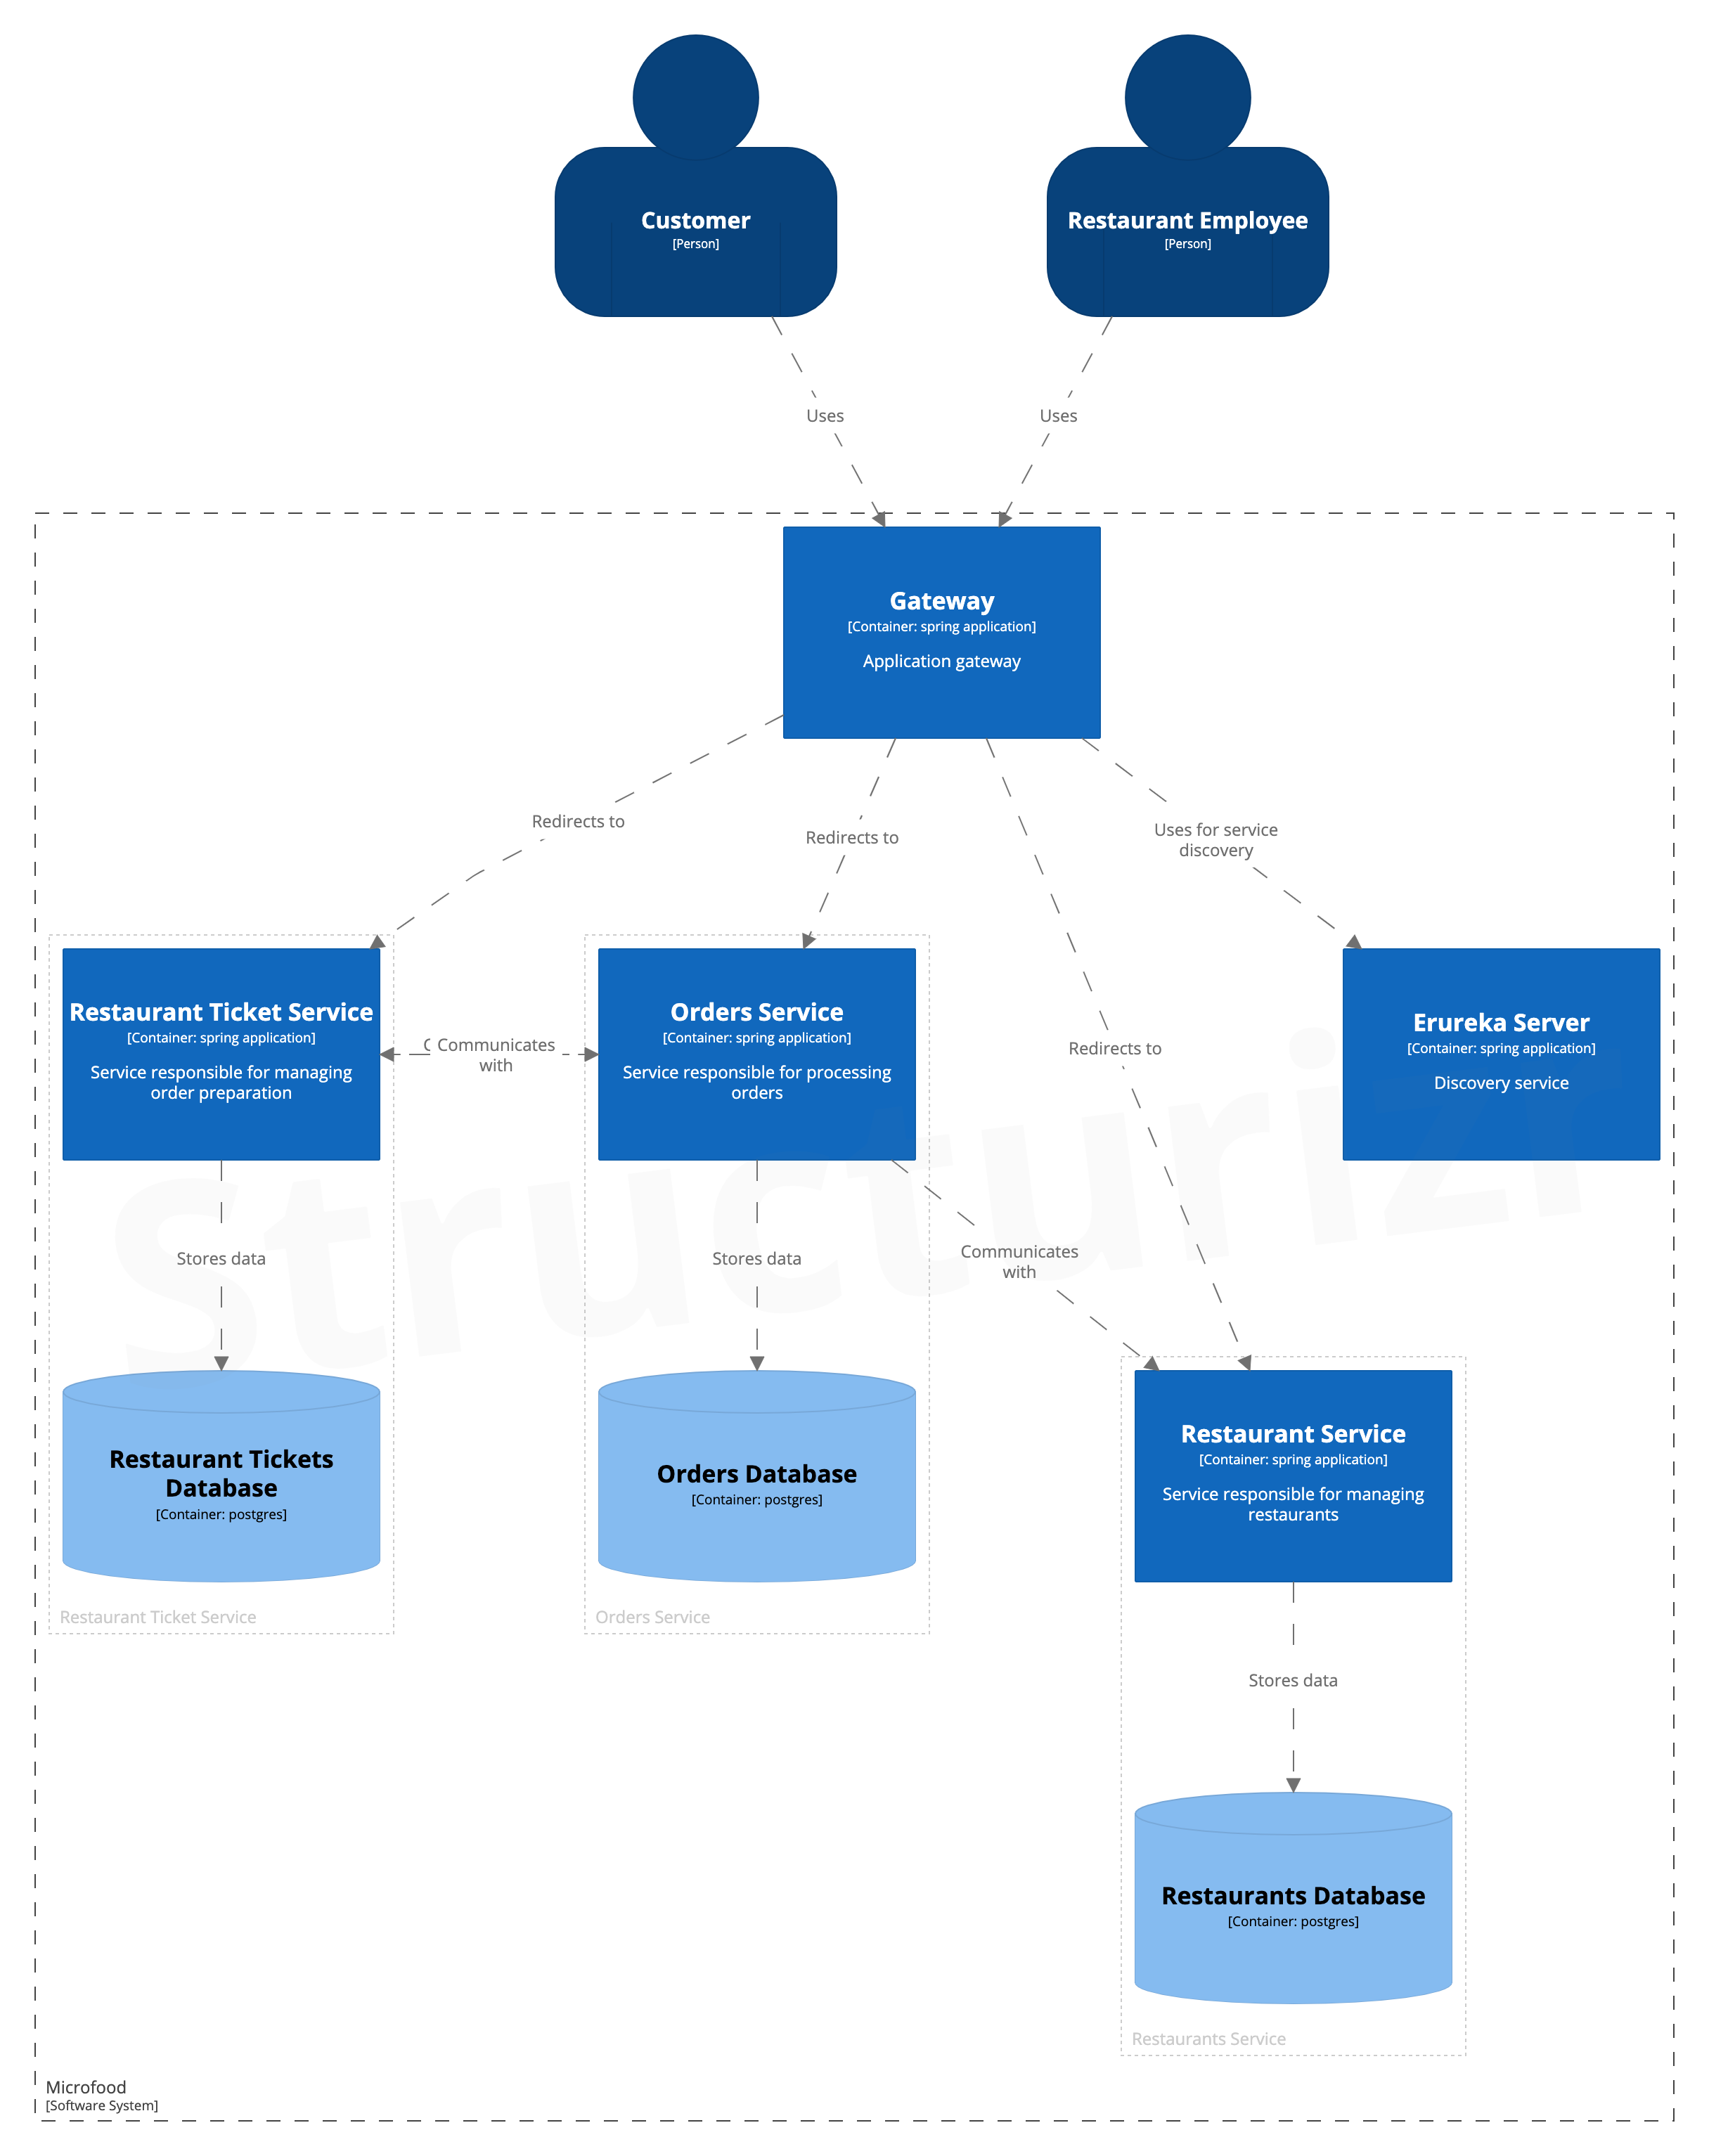 Customer
[Person]
Restaurant Employee
[Person]
Uses
Uses
Gateway
[Container: spring application]
Application gateway
Redirects to
Redirects to
Uses for service
discovery
Restaurant Ticket Service
[Container: spring application]
Service responsible for managing
order preparation
Communicates
with
Orders Service
[Container: spring application]
Service responsible for processing
orders
Redirects to
Erureka Server
[Container: spring application]
Discovery service
Structurizr
Stores data
Stores data
Communicates
with
Restaurant Tickets
Database
[Container: postgres]
Orders Database
[Container: postgres]
Restaurant Service
[Container: spring application]
Service responsible for managing
restaurants
Restaurant Ticket Service
Orders Service
Stores data
Restaurants Database
[Container: postgres]
Restaurants Service
Microfood
[Software System]